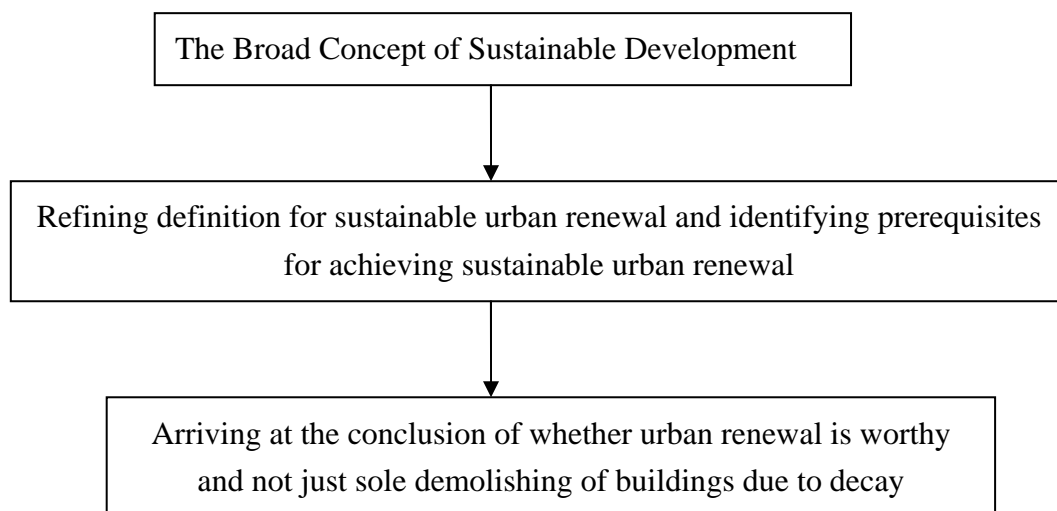 The Broad Concept of Sustainable Development
Refining definition for sustainable urban renewal and identifying prerequisites
for achieving sustainable urban renewal
Arriving at the conclusion of whether urban renewal is worthy
and not just sole demolishing of buildings due to decay